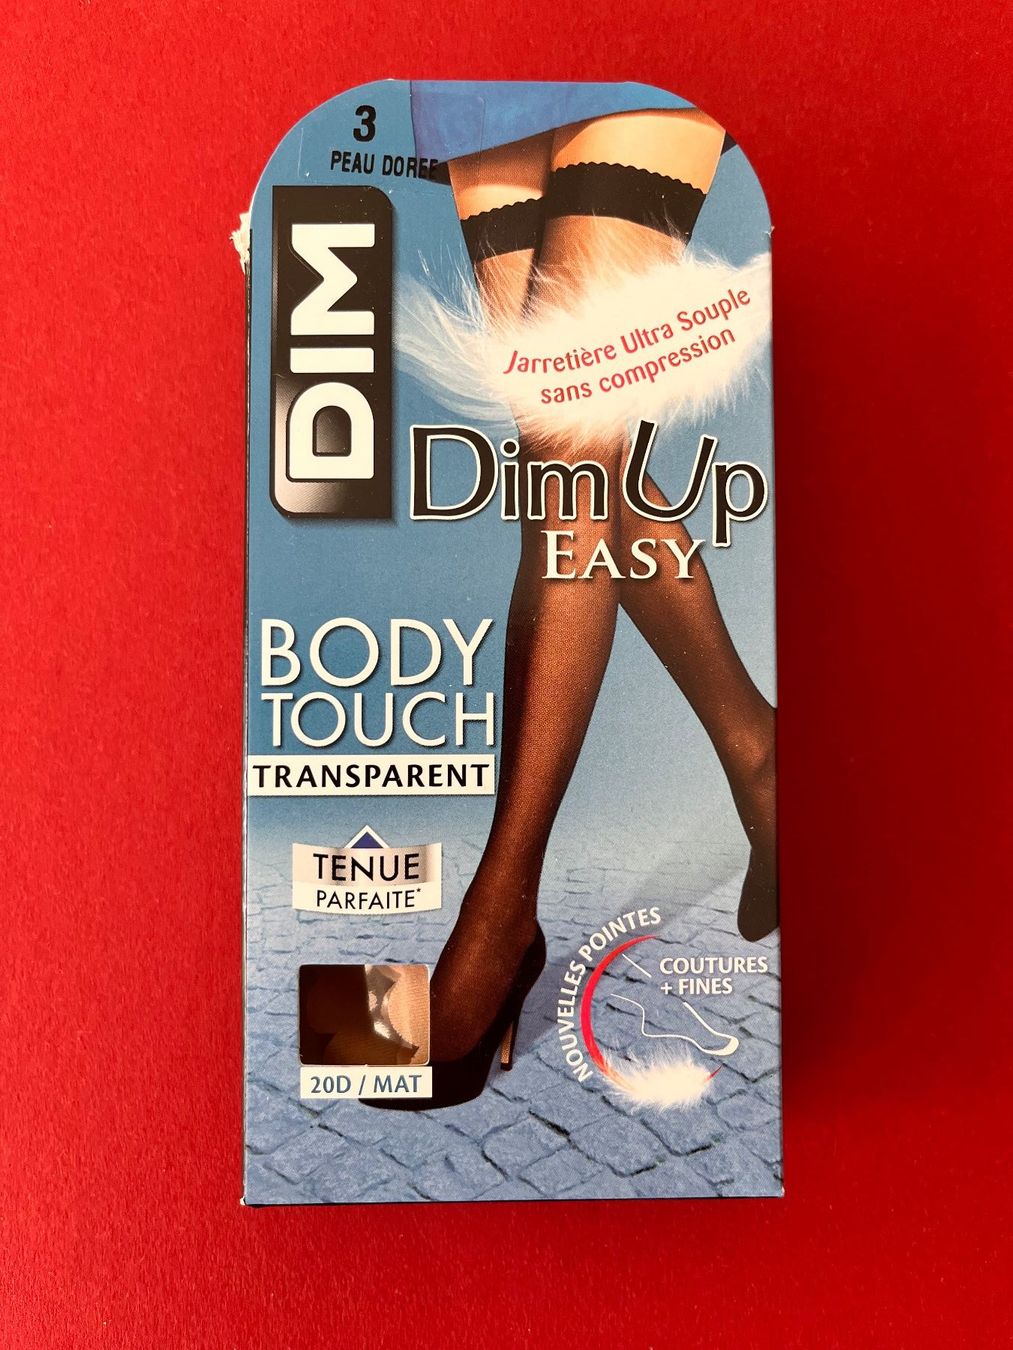 3
PEAU DOREE
DIM
Jarretière Ultra Souple
sans compression
Dim Up
EASY
BODY
TOUCH
TRANSPARENT
TENUE
PARFAITE*
NOUVELLES POINTES
COUTURES
+ FINES
20D / MAT